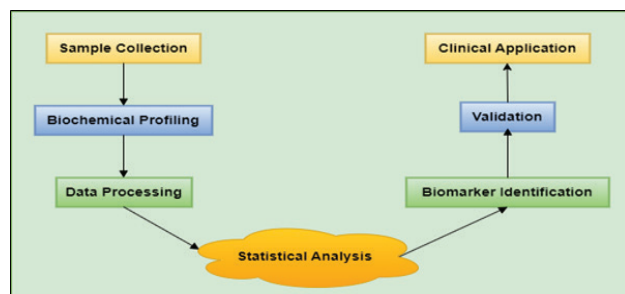 Sample Collection
Biochemical Profiling
Data Processing
Statistical Analysis
Biomarker Identification
Validation
Clinical Application